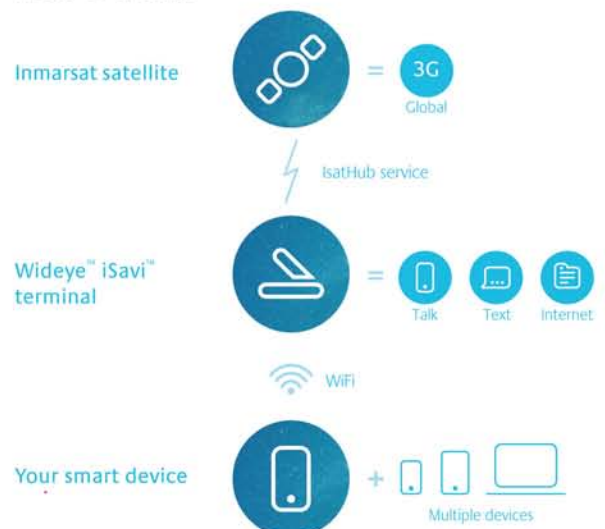 Inmarsat satellite
=
3G
Global
IsatHub service
Wideye™ iSavi™
terminal
=
Talk Text Internet
WiFi
Your smart device
+
Multiple devices